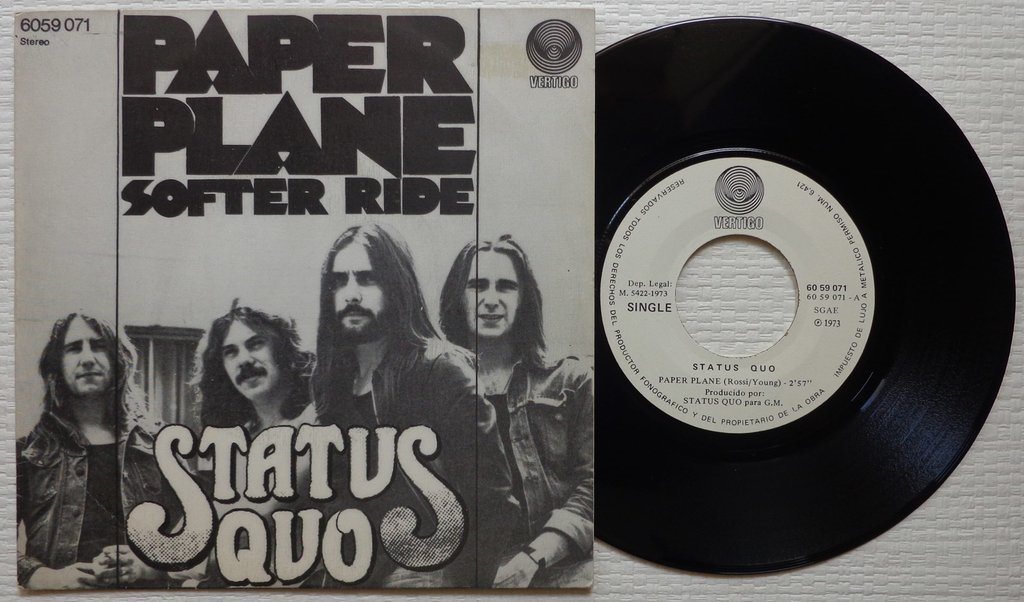 6059 071
Stereo
PAPER
PLANE
SOFTER RIDE
VERTIGO
STATUS
QUO
VERTIGO
RESERVADOS TODOS LOS DERECHOS DEL PRODUCTOR FONOGRAFICO Y DEL PROPIETARIO DE LA OBRA
IMPUESTO DE LUJO A METALICO PERMISO NUM 6.421
Dep. Legal:
M. 5422-1973
SINGLE
60 59 071
60 59 071 - A
SGAE
℗ 1973
STATUS QUO
PAPER PLANE (Rossi/Young) - 2'57"
Producido por:
STATUS QUO para G.M.